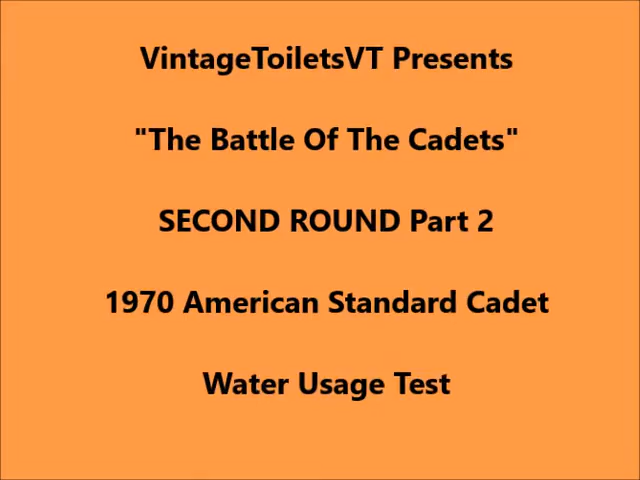 VintageToiletsVT Presents
"The Battle Of The Cadets"
SECOND ROUND Part 2
1970 American Standard Cadet
Water Usage Test